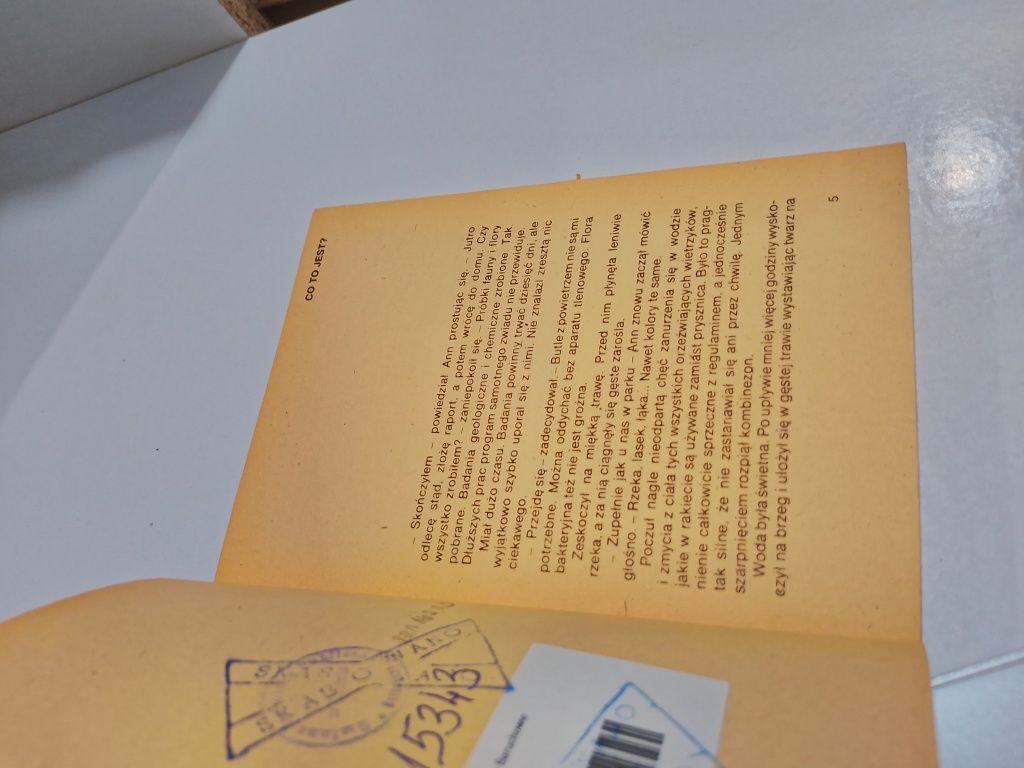 CO TO JEST?
– Skończyłem – powiedział Ann prostując się. – Jutro
odlecę stąd, złożę raport, a potem wrócę do domu. Czy
wszystko zrobiłem? – zaniepokoił się. – Próbki fauny i flory
pobrane. Badania geologiczne i chemiczne zrobione. Tak.
Dłuższych prac program samotnego zwiadu nie przewiduje.
Miał dużo czasu. Badania powinny trwać dziesięć dni, ale
wyjątkowo szybko uporał się z nimi. Nie znalazł zresztą nic
ciekawego.
– Przejdę się – zadecydował. – Butle z powietrzem nie są mi
potrzebne. Można oddychać bez aparatu tlenowego. Flora
bakteryjna też nie jest groźna.
Zeskoczył na miękką trawę. Przed nim płynęła leniwie
rzeka, a za nią ciągnęły się gęste zarośla.
– Zupełnie jak u nas w parku – Ann znowu zaczął mówić
głośno. – Rzeka, lasek, łąka... Nawet kolory te same.
Poczuł nagle nieodpartą chęć zanurzenia się w wodzie
i zmycia z ciała tych wszystkich orzeźwiających wietrzyków,
jakie w rakiecie są używane zamiast prysznica. Było to prag-
nienie całkowicie sprzeczne z regulaminem, a jednocześnie
tak silne, że nie zastanawiał się ani przez chwilę. Jednym
szarpnięciem rozpiął kombinezon.
Woda była świetna. Po upływie mniej więcej godziny wysko-
czył na brzeg i ułożył się w gęstej trawie wystawiając twarz na
5
15343